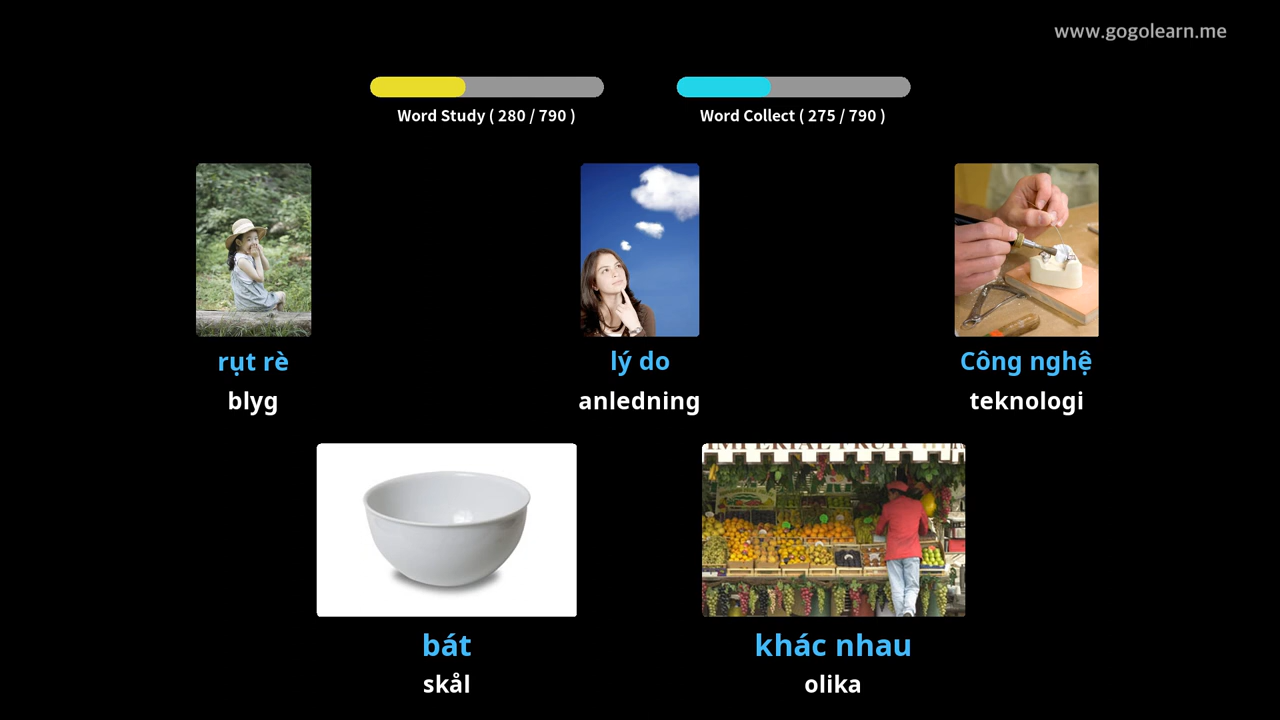 www.gogolearn.me
Word Study ( 280 / 790 )
Word Collect ( 275 / 790 )
rụt rè
lý do
Công nghệ
blyg
anledning
teknologi
bát
khác nhau
skål
olika